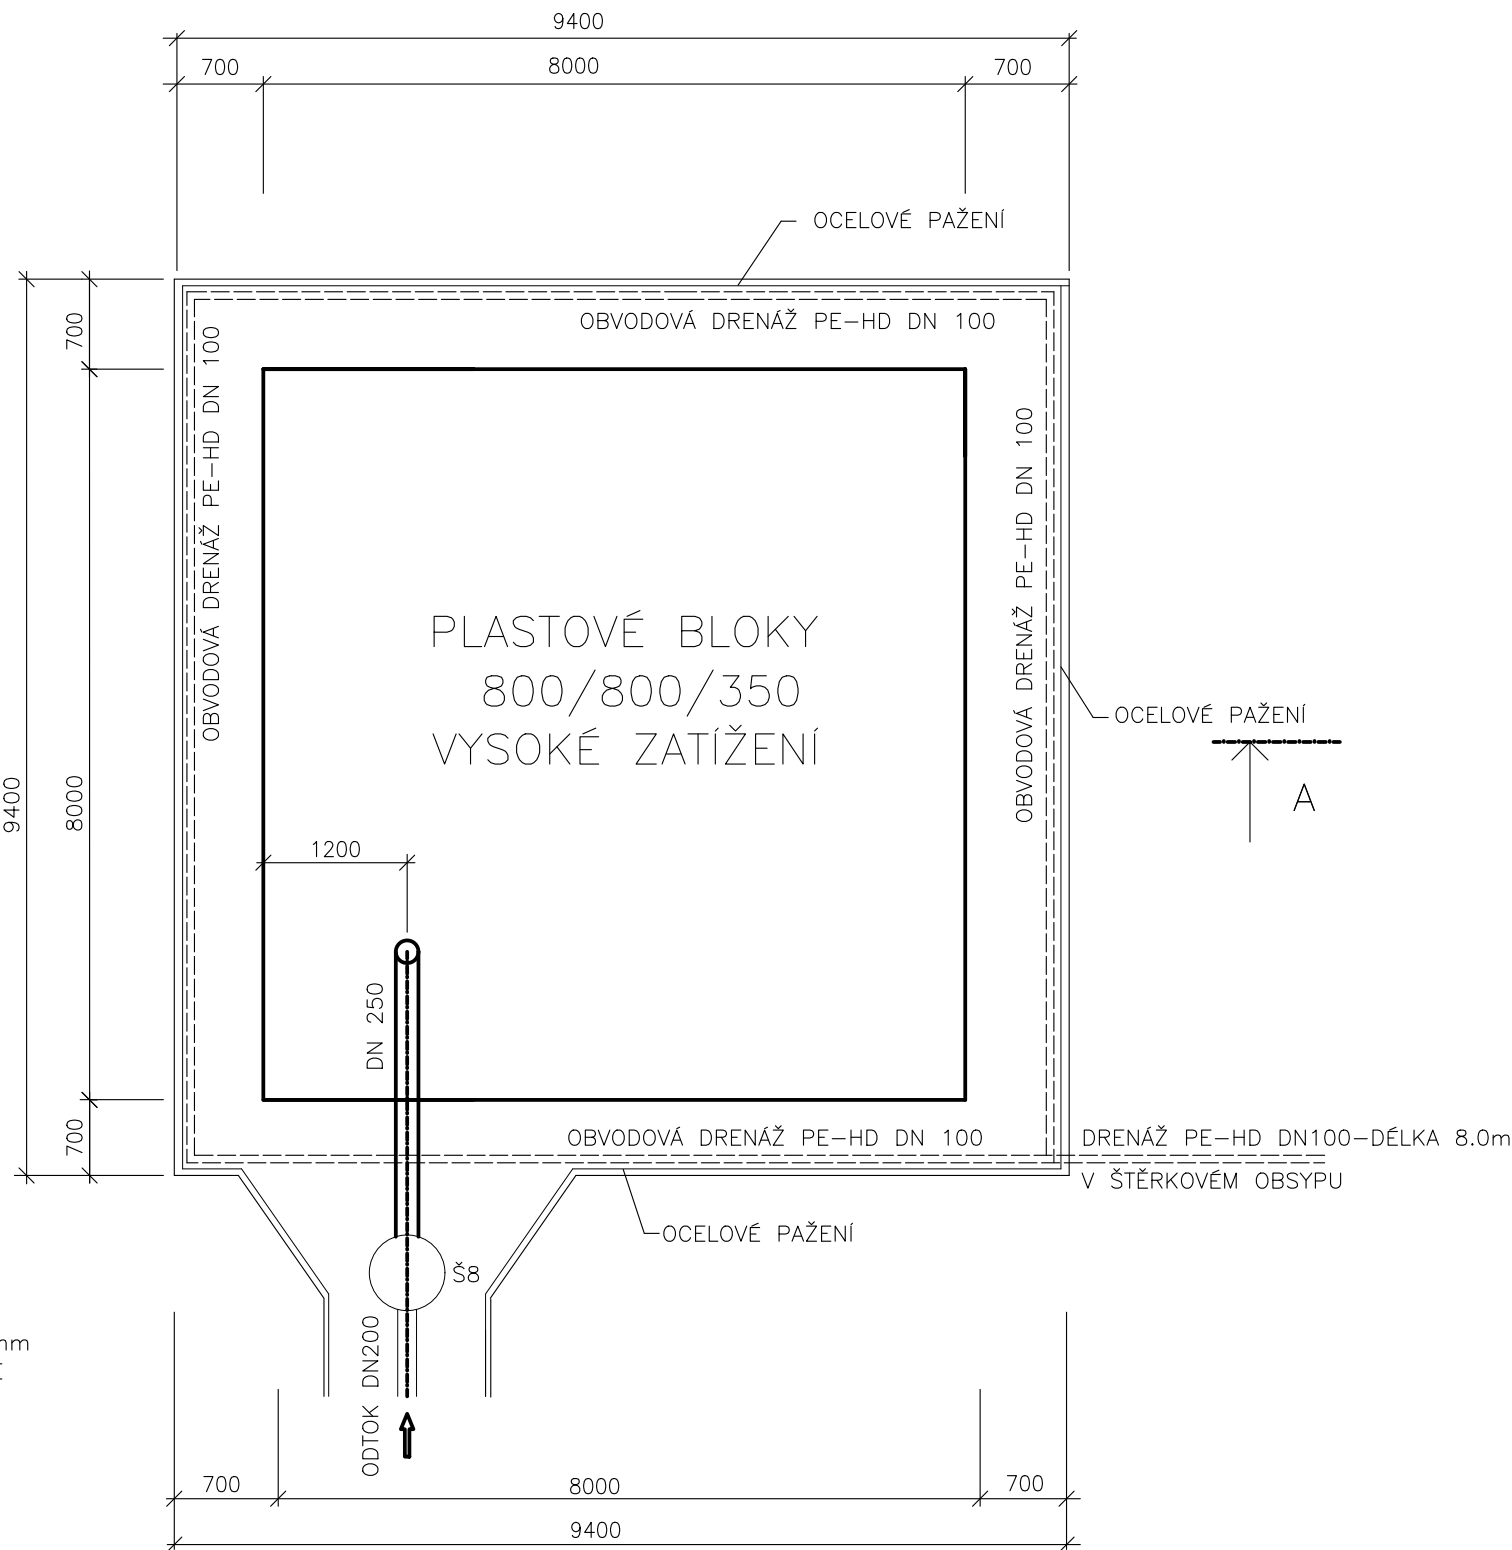 9400
700
8000
700
OCELOVÉ PAŽENÍ
OBVODOVÁ DRENÁŽ PE-HD DN 100
700
OBVODOVÁ DRENÁŽ PE-HD DN 100
OBVODOVÁ DRENÁŽ PE-HD DN 100
PLASTOVÉ BLOKY
800/800/350
VYSOKÉ ZATÍŽENÍ
OCELOVÉ PAŽENÍ
A
9400
8000
1200
DN 250
700
OBVODOVÁ DRENÁŽ PE-HD DN 100
DRENÁŽ PE-HD DN100-DÉLKA 8.0m
V ŠTĚRKOVÉM OBSYPU
OCELOVÉ PAŽENÍ
Š8
ODTOK DN200
700
8000
700
9400